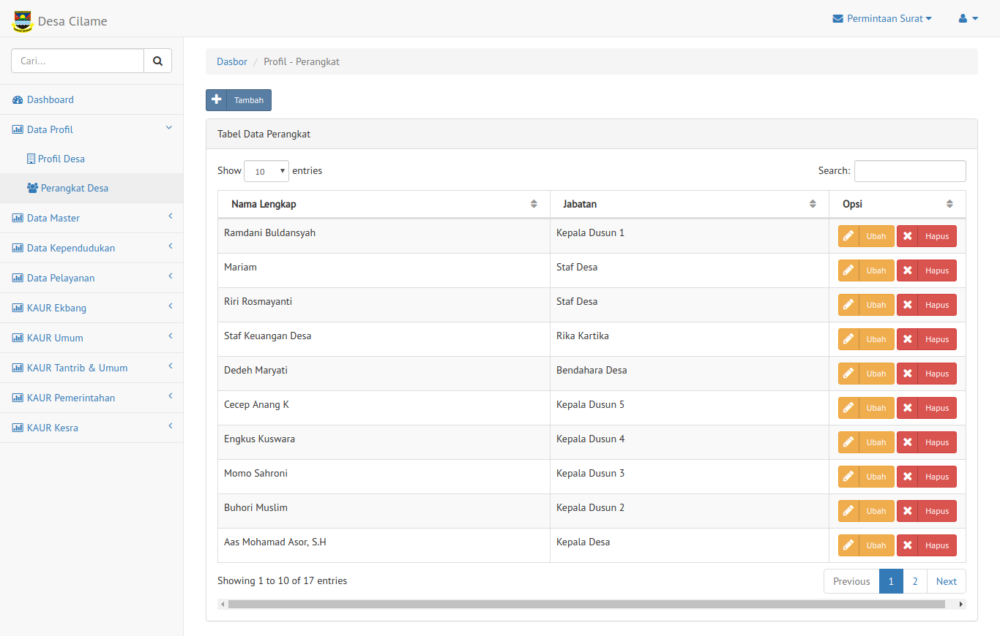 Desa Cilame
Permintaan Surat
Cari...
Dashboard
Data Profil
Profil Desa
Perangkat Desa
Data Master
Data Kependudukan
Data Pelayanan
KAUR Ekbang
KAUR Umum
KAUR Tantrib & Umum
KAUR Pemerintahan
KAUR Kesra
Dasbor / Profil - Perangkat
Tambah
Tabel Data Perangkat
Show 10 entries Search:
Nama Lengkap Jabatan Opsi
Ramdani Buldansyah Kepala Dusun 1 Ubah Hapus
Mariam Staf Desa Ubah Hapus
Riri Rosmayanti Staf Desa Ubah Hapus
Staf Keuangan Desa Rika Kartika Ubah Hapus
Dedeh Maryati Bendahara Desa Ubah Hapus
Cecep Anang K Kepala Dusun 5 Ubah Hapus
Engkus Kuswara Kepala Dusun 4 Ubah Hapus
Momo Sahroni Kepala Dusun 3 Ubah Hapus
Buhori Muslim Kepala Dusun 2 Ubah Hapus
Aas Mohamad Asor, S.H Kepala Desa Ubah Hapus
Showing 1 to 10 of 17 entries Previous 1 2 Next